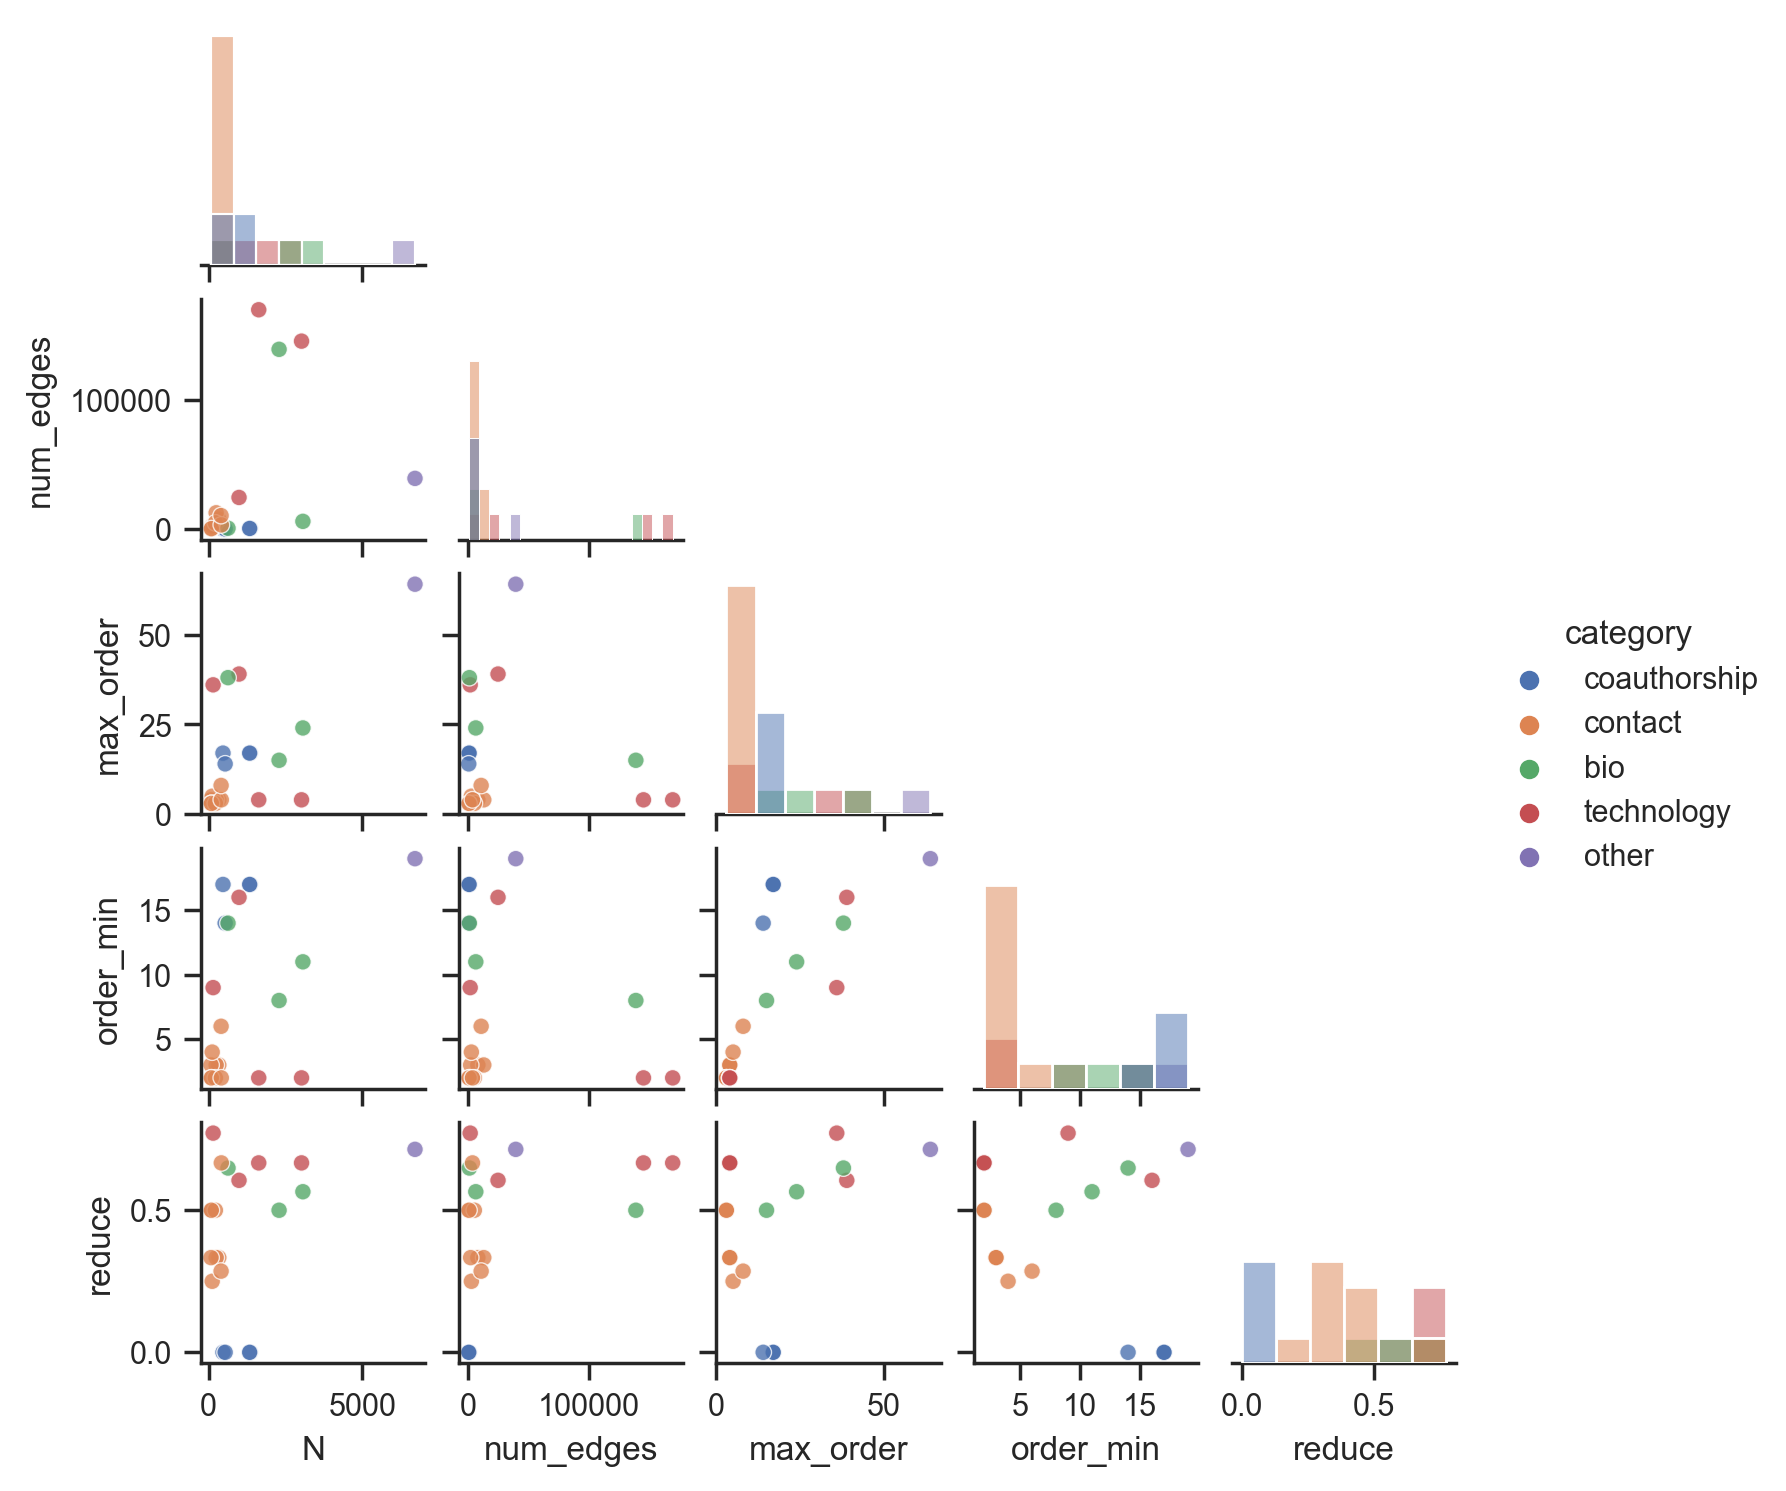 num_edges
100000
0
max_order
50
25
0
category
coauthorship
contact
bio
technology
other
order_min
15
10
5
reduce
0.5
0.0
0 5000 0 100000 0 50 5 10 15 0.0 0.5
N num_edges max_order order_min reduce